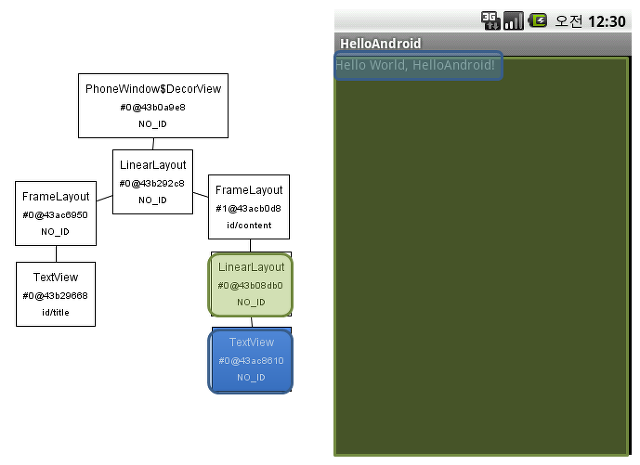 PhoneWindow$DecorView
#0@43b0a9e8
NO_ID
LinearLayout
#0@43b292c8
NO_ID
FrameLayout
#0@43ac6950
NO_ID
FrameLayout
#1@43acb0d8
id/content
TextView
#0@43b29668
id/title
LinearLayout
#0@43b08db0
NO_ID
TextView
#0@43ac8610
NO_ID
3G
오전 12:30
HelloAndroid
Hello World, HelloAndroid!